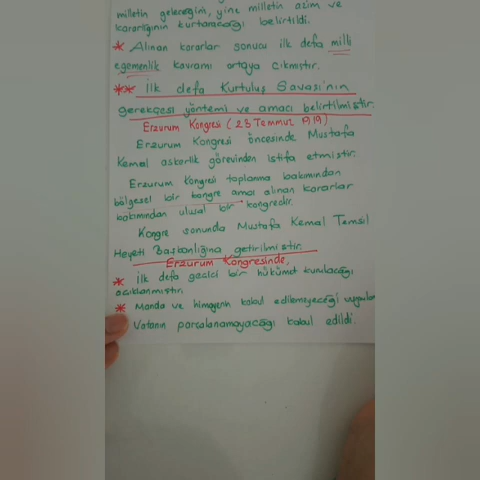 milletin geleceğini, yine milletin azim ve
kararlığının kurtaracağı belirtildi.
* Alınan kararlar sonucu ilk defa milli
egemenlik kavramı ortaya çıkmıştır.
** İlk defa Kurtuluş Savaşı'nın
gerekçesi yöntemi ve amacı belirtilmiştir.
Erzurum Kongresi (23 Temmuz 1919)
Erzurum Kongresi öncesinde Mustafa
Kemal askerlik görevinden istifa etmiştir.
Erzurum Kongresi toplanma bakımından
bölgesel bir kongre ama alınan kararlar
bakımından ulusal bir kongredir.
Kongre sonunda Mustafa Kemal Temsil
Heyeti Başkanlığına getirilmiştir.
Erzurum Kongresinde,
* İlk defa geçici bir hükümet kurulacağı
açıklanmıştır.
* Manda ve himayenin kabul edilemeyeceği
Vatanın parçalanamayacağı kabul edildi.